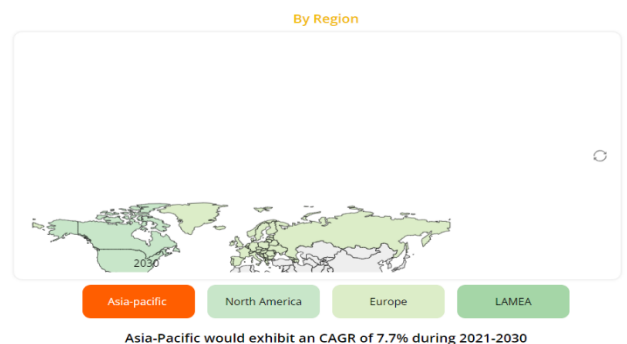 By Region
2030
Asia-pacific
North America
Europe
LAMEA
Asia-Pacific would exhibit an CAGR of 7.7% during 2021-2030